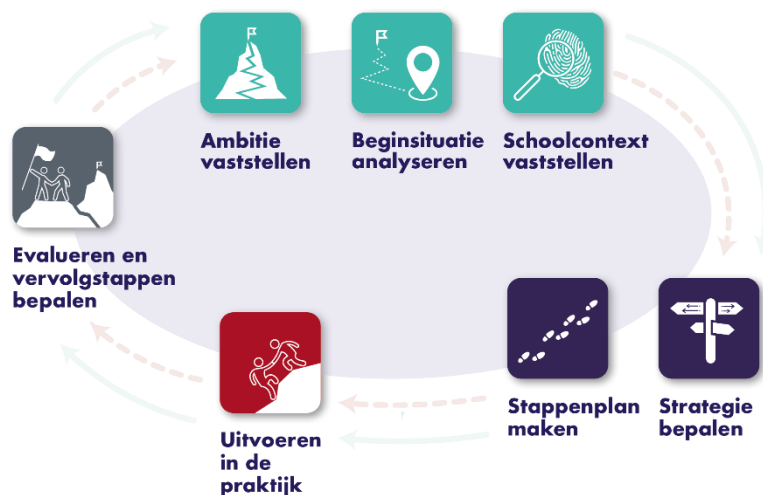 Ambitie
vaststellen
Beginsituatie
analyseren
Schoolcontext
vaststellen
Evalueren en
vervolgstappen
bepalen
Uitvoeren
in de
praktijk
Stappenplan
maken
Strategie
bepalen